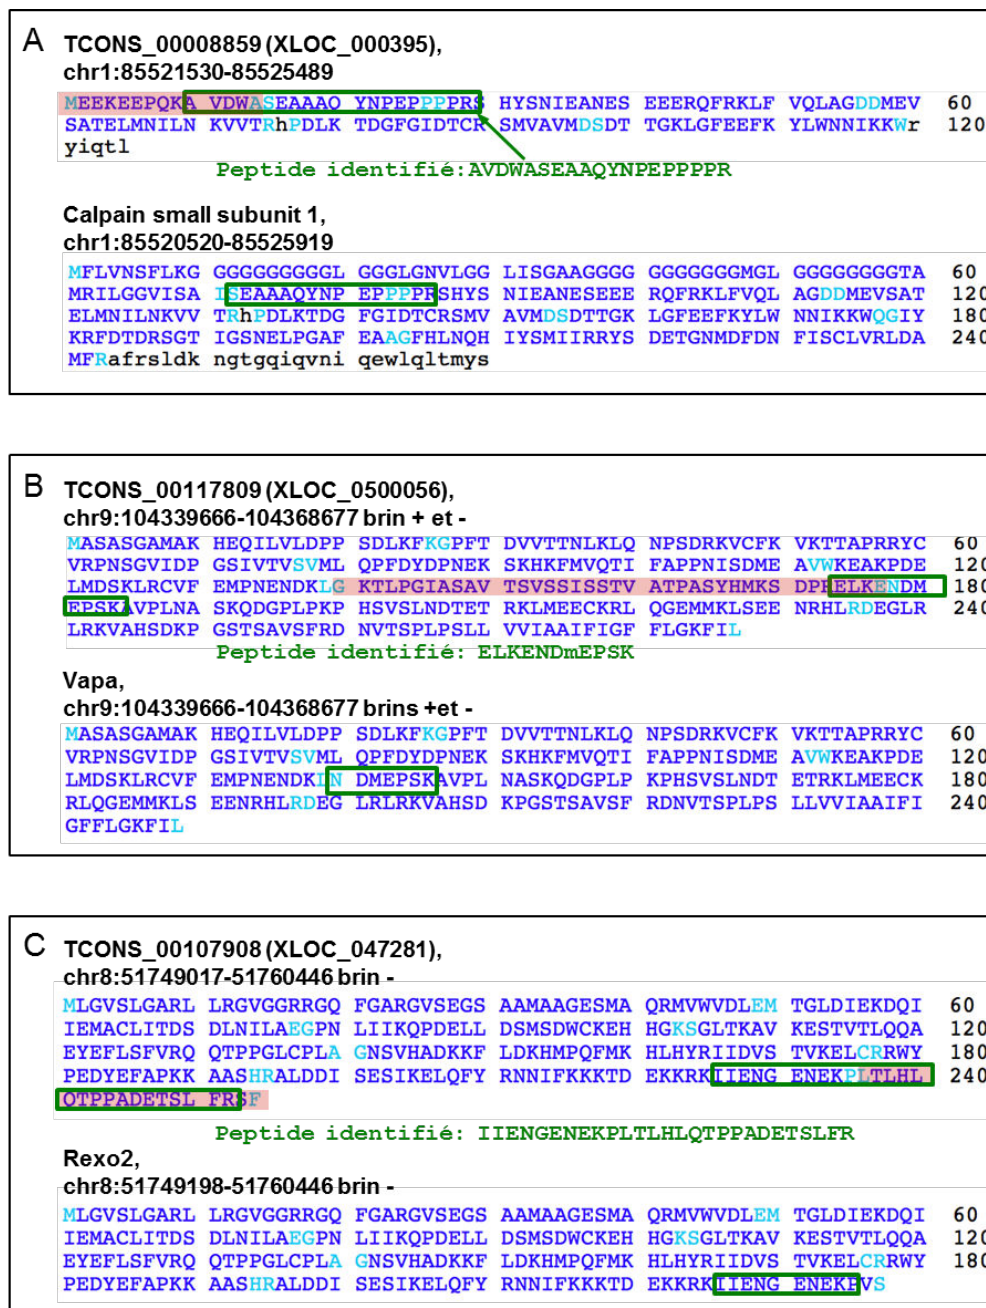 A
TCONS_00008859 (XLOC_000395),
chr1:85521530-85525489
MEEKEEPQKA VDWASEAAAQ YNPEPPPPRS HYSNIEANES EEERQFRKLF VQLAGDDMEV 60
SATELMNILN KVVTRhPDLK TDGFGIDTCR SMVAVMDSDT TGKLGFEEFK YLWNNIKKWr 120
yiqtl
Peptide identifié: AVDWASEAAQYNPEPPPPR
Calpain small subunit 1,
chr1:85520520-85525919
MFLVNSFLKG GGGGGGGGGL GGGLGNVLGG LISGAAGGGG GGGGGGGMGL GGGGGGGGTA 60
MRILGGVISA ISEAAAQYNP EPPPPRSHYS NIEANESEEE RQFRKLFVQL AGDDMEVSAT 120
ELMNILNKVV TRhPDLKTDG FGIDTCRSMV AVMDSDTTGK LGFEEFKYLW NNIKKWQGIY 180
KRFDTDRSGT IGSNELPGAF EAAGFHLNQH IYSMIIRRYS DETGNMDFDN FISCLVRLDA 240
MFRafrsldk ngtgqiqvni qewlqltmys
B
TCONS_00117809 (XLOC_0500056),
chr9:104339666-104368677 brin + et -
MASASGAMAK HEQILVLDPP SDLKFKGPFT DVVTTNLKLQ NPSDRKVCFK VKTTAPRRYC 60
VRPNSGVIDP GSIVTVSVML QPFDYDPNEK SKHKFMVQTI FAPPNISDME AVWKEAKPDE 120
LMDSKLRCVF EMPNENDKLG KTLPGIASAV TSVSSISSTV ATPASYHMKS DPRELKENDM 180
EPSKAVPLNA SKQDGPLPKP HSVSLNDTET RKLMEECKRL QGEMMKLSEE NRHLRDEGLR 240
LRKVAHSDKP GSTSAVSFRD NVTSPLPSLL VVIAAIFIGF FLGKFIL
Peptide identifié: ELKENDmEPSK
Vapa,
chr9:104339666-104368677 brins +et -
MASASGAMAK HEQILVLDPP SDLKFKGPFT DVVTTNLKLQ NPSDRKVCFK VKTTAPRRYC 60
VRPNSGVIDP GSIVTVSVML QPFDYDPNEK SKHKFMVQTI FAPPNISDME AVWKEAKPDE 120
LMDSKLRCVF EMPNENDKLN DMEPSKAVPL NASKQDGPLP KPHSVSLNDT ETRKLMEECK 180
RLQGEMMKLS EENRHLRDEG LRLRKVAHSD KPGSTSAVSF RDNVTSPLPS LLVVIAAIFI 240
GFFLGKFIL
C
TCONS_00107908 (XLOC_047281),
chr8:51749017-51760446 brin -
MLGVSLGARL LRGVGGRRGQ FGARGVSEGS AAMAAGESMA QRMVWVDLEM TGLDIEKDQI 60
IEMACLITDS DLNILAEGPN LIIKQPDELL DSMSDWCKEH HGKSGLTKAV KESTVTLQQA 120
EYEFLSFVRQ QTPPGLCPLA GNSVHADKKF LDKHMPQFMK HLHYRIIDVS TVKELCRRWY 180
PEDYEFAPKK AASHRALDDI SESIKELQFY RNNIFKKKTD EKKRKIIENG ENEKPLTLHL 240
QTPPADETSL FRSF
Peptide identifié: IIENGENEKPLTLHLQTPPADETSLFR
Rexo2,
chr8:51749198-51760446 brin -
MLGVSLGARL LRGVGGRRGQ FGARGVSEGS AAMAAGESMA QRMVWVDLEM TGLDIEKDQI 60
IEMACLITDS DLNILAEGPN LIIKQPDELL DSMSDWCKEH HGKSGLTKAV KESTVTLQQA 120
EYEFLSFVRQ QTPPGLCPLA GNSVHADKKF LDKHMPQFMK HLHYRIIDVS TVKELCRRWY 180
PEDYEFAPKK AASHRALDDI SESIKELQFY RNNIFKKKTD EKKRKIIENG ENEKPVS